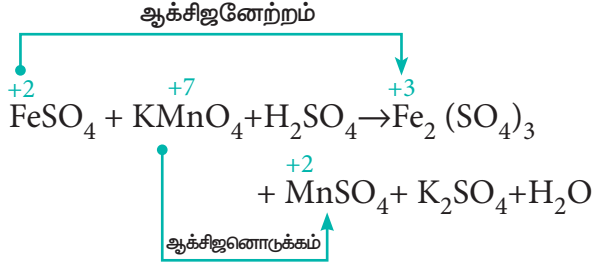 ஆக்சிஜனேற்றம்
+2 +7 +3
FeSO₄ + KMnO₄+H₂SO₄→Fe₂ (SO₄)₃
+2
+ MnSO₄+ K₂SO₄+H₂O
ஆக்சிஜனொடுக்கம்